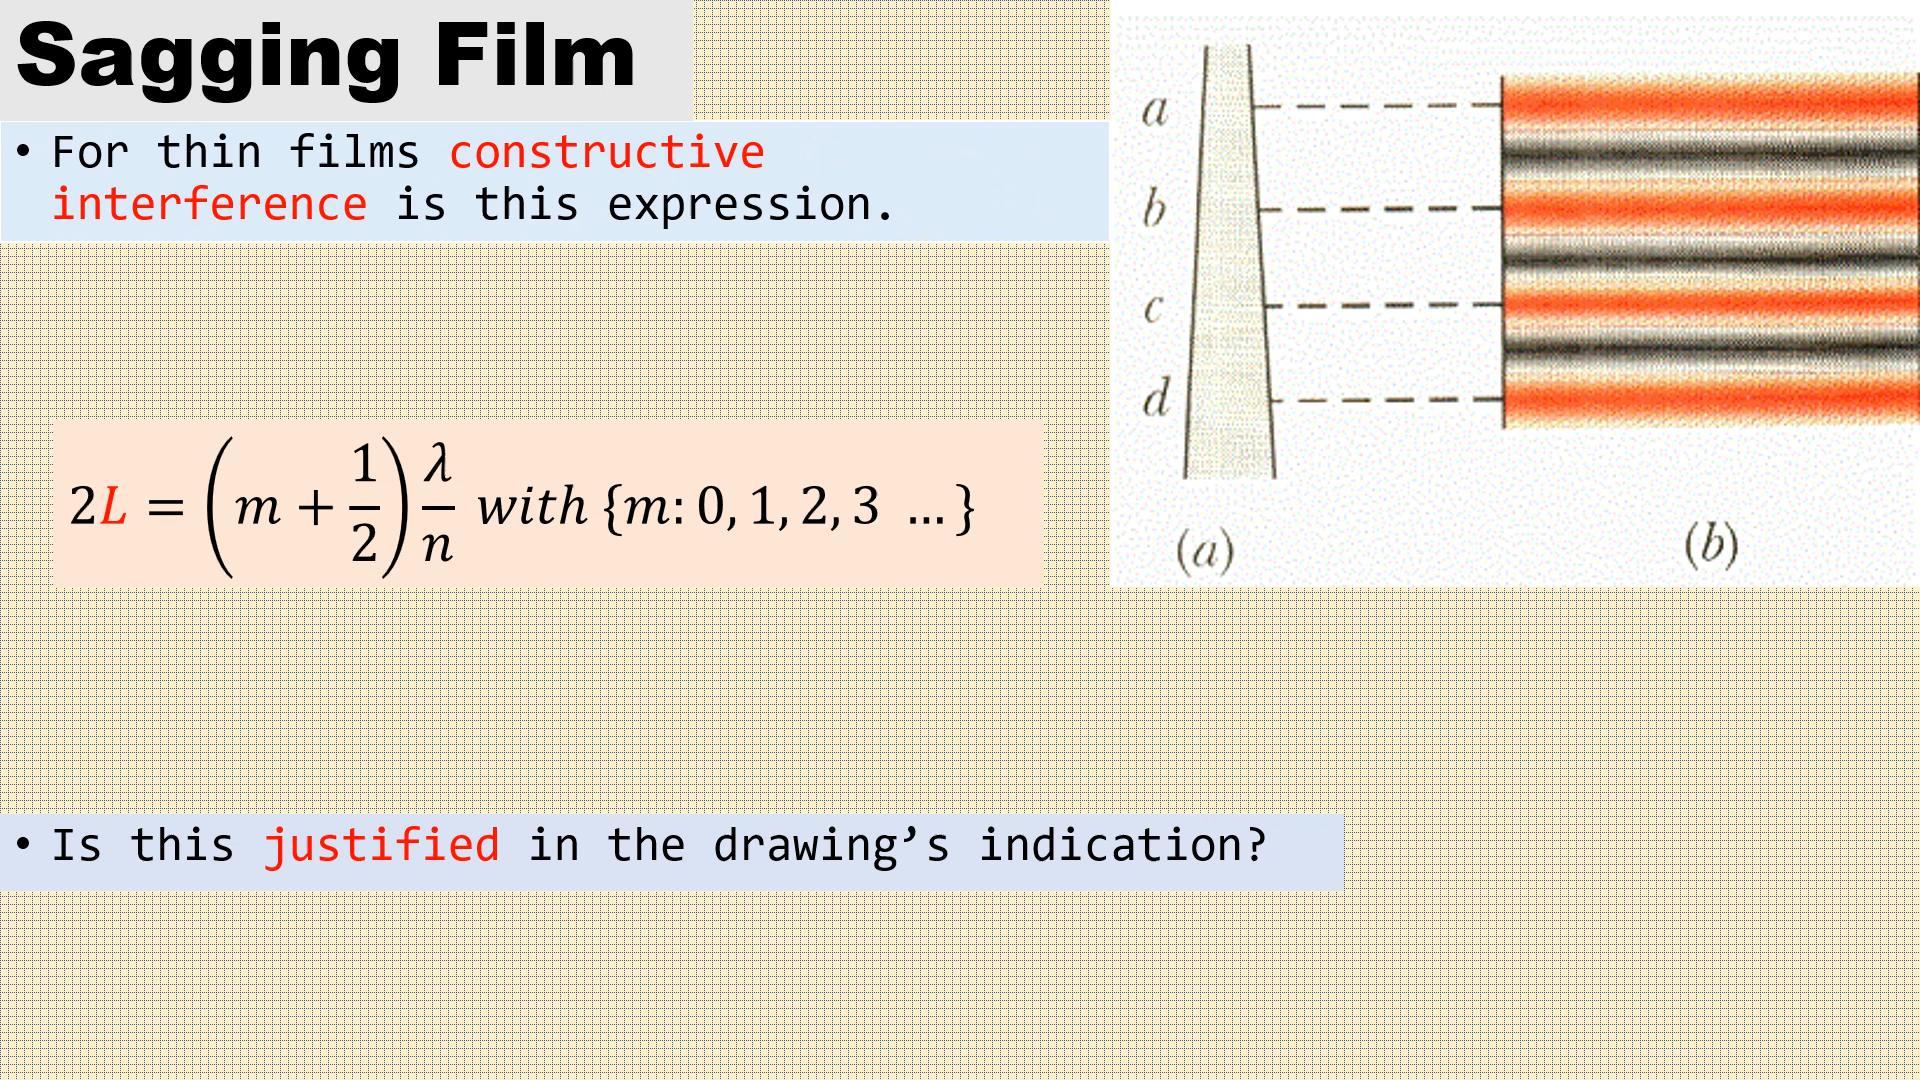 Sagging Film
• For thin films constructive
interference is this expression.
2L = (m + 1/2) λ/n with {m: 0, 1, 2, 3 … }
• Is this justified in the drawing’s indication?
a
b
c
d
(a)
(b)